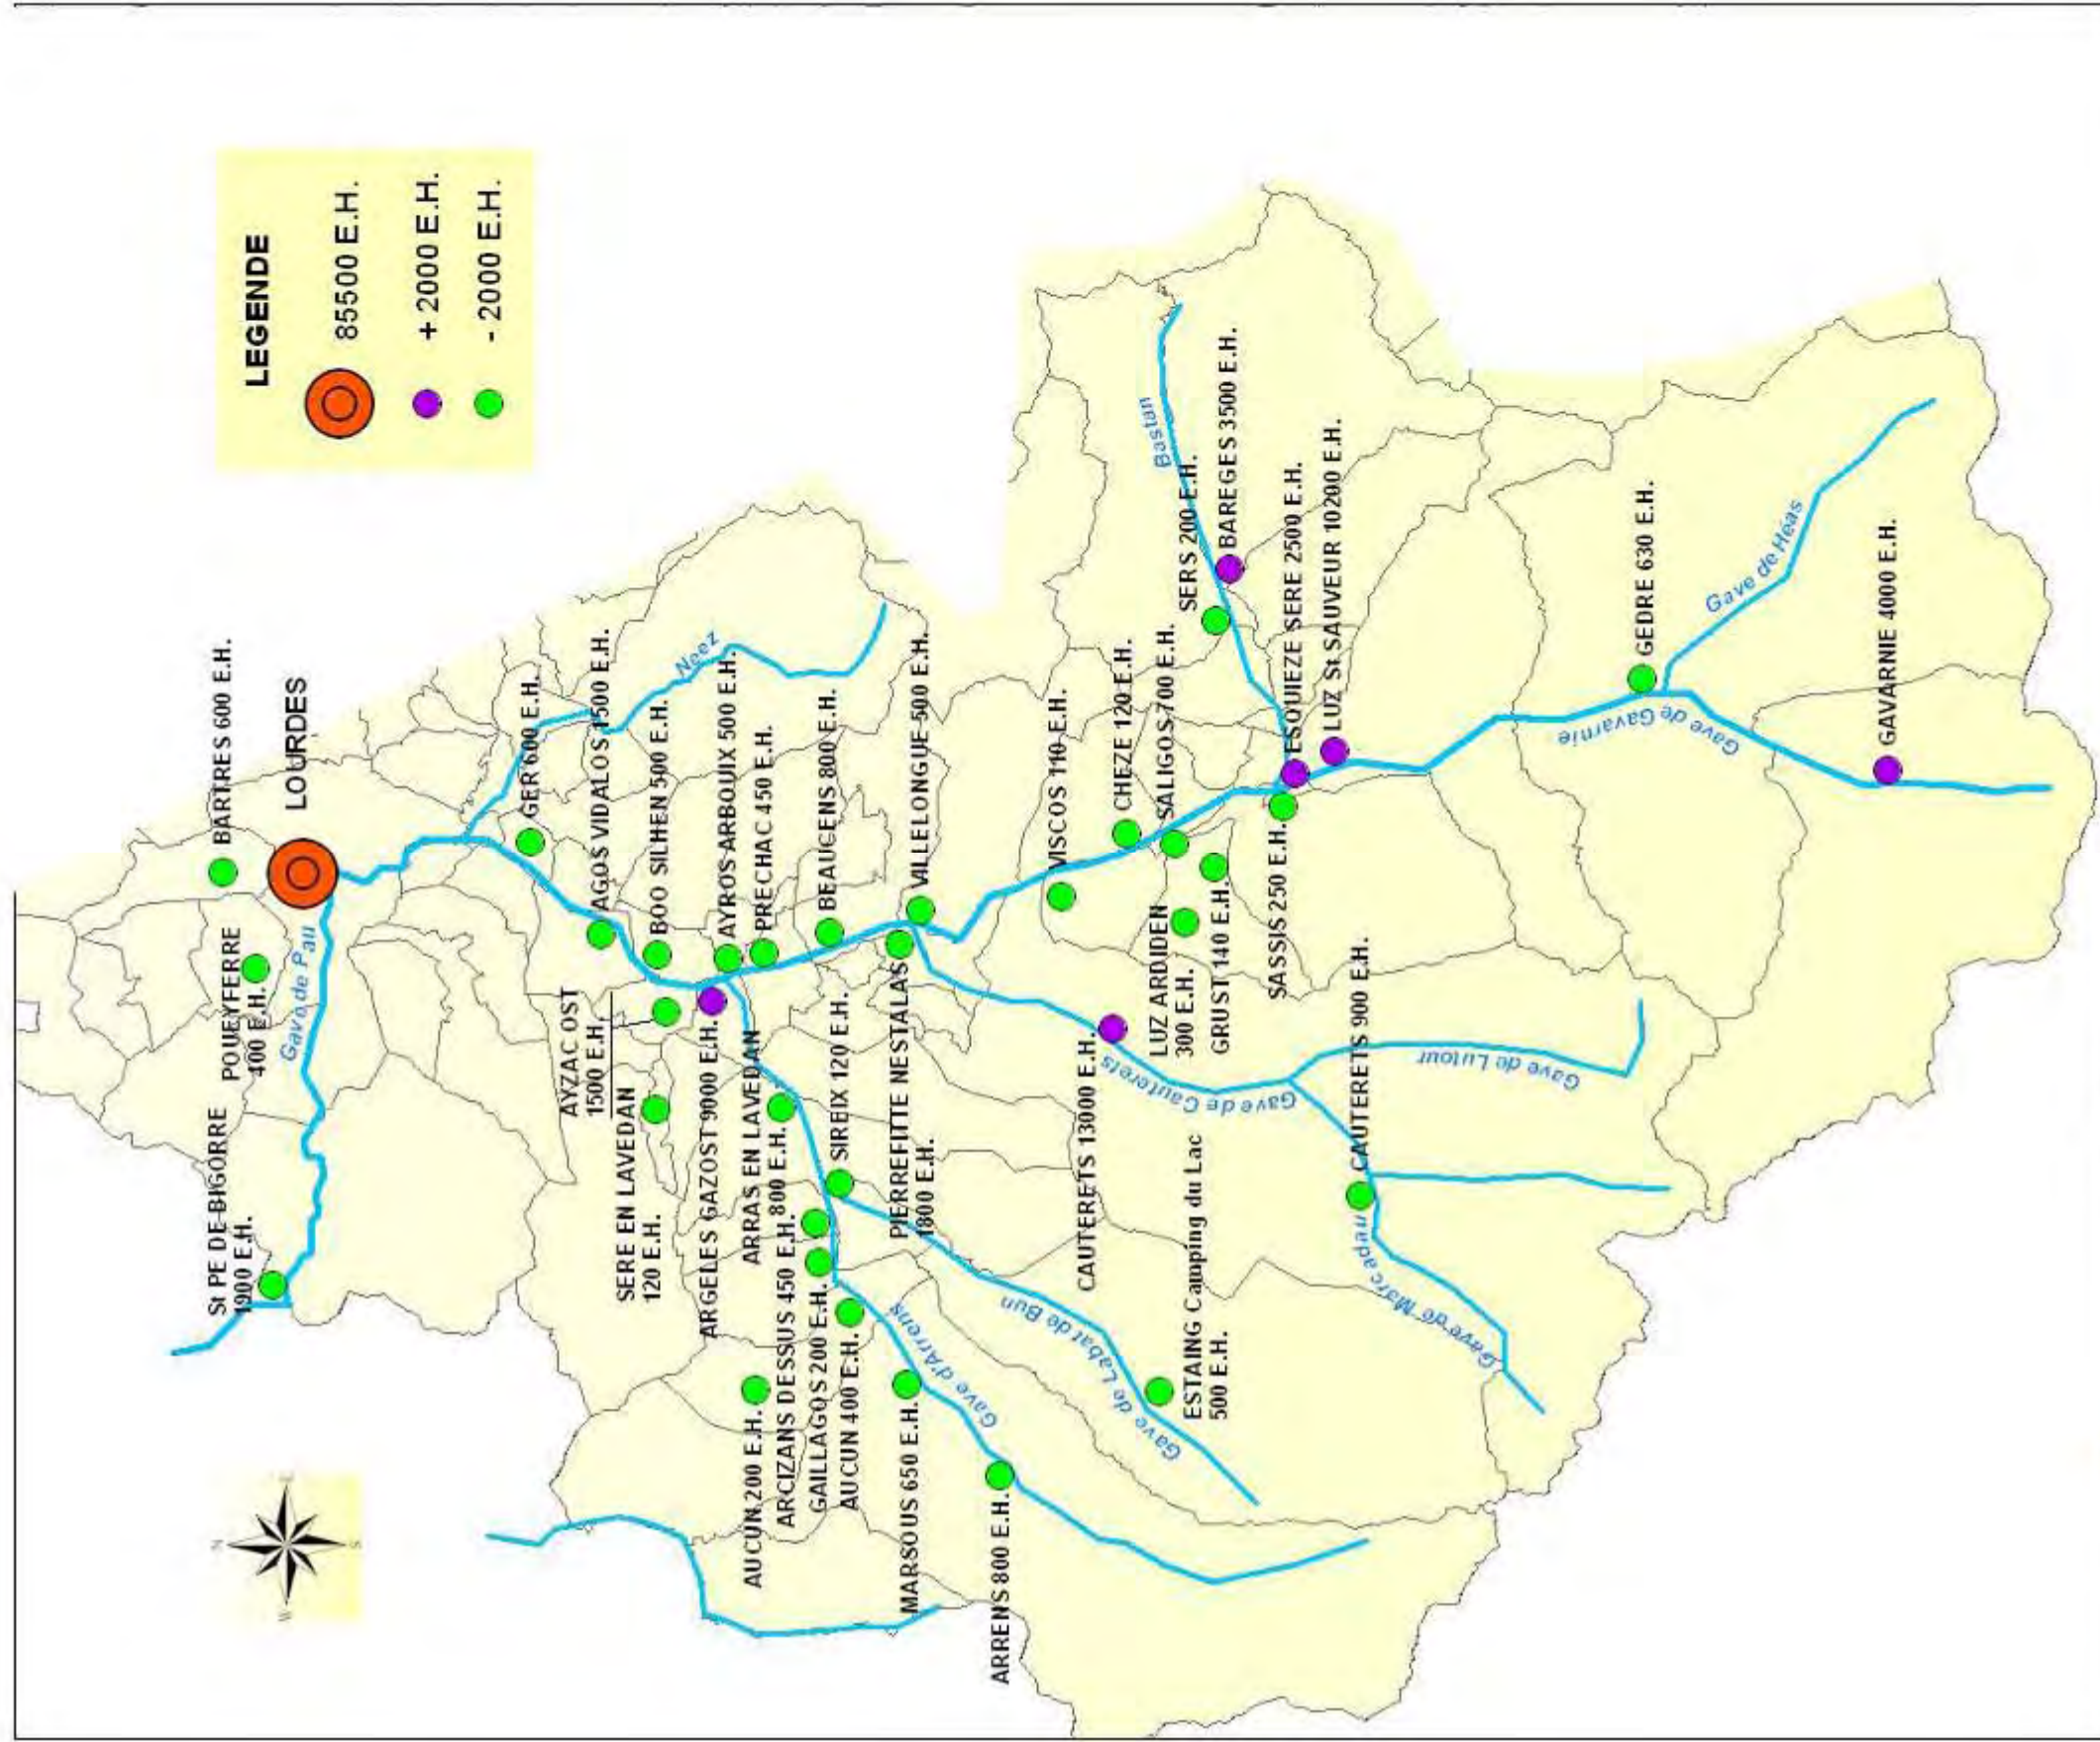 LEGENDE
85500 E.H.
+ 2000 E.H.
- 2000 E.H.
N
E
S
W
BARTRES 600 E.H.
LOURDES
POUEYFERRE
400 E.H.
Gave de Pau
St PE DE BIGORRE
1900 E.H.
GER 600 E.H.
Neez
AGOS VIDALOS 1500 E.H.
BOO SILHEN 500 E.H.
AYZAC OST
1500 E.H.
SERE EN LAVEDAN
120 E.H.
ARGELES GAZOST 9000 E.H.
AYROS ARBOUIX 500 E.H.
PRECHAC 450 E.H.
ARRAS EN LAVEDAN
800 E.H.
BEAUCENS 800 E.H.
SIREIX 120 E.H.
AUCUN 200 E.H.
ARCIZANS DESSUS 450 E.H.
GAILLAGOS 200 E.H.
AUCUN 400 E.H.
PIERREFITTE NESTALAS
1800 E.H.
VILLELONGUE 500 E.H.
MARSOUS 650 E.H.
Gave d'Arrens
ARRENS 800 E.H.
Gave de Labat de Bun
VISCOS 110 E.H.
CAUTERETS 13000 E.H.
Gave de Cauterets
CHEZE 120 E.H.
SALIGOS 700 E.H.
LUZ ARDIDEN
300 E.H.
GRUST 140 E.H.
ESTAING Camping du Lac
500 E.H.
Bastan
SERS 200 E.H.
BAREGES 3500 E.H.
SASSIS 250 E.H.
ESQUIEZE SERE 2500 E.H.
LUZ St SAUVEUR 10200 E.H.
CAUTERETS 900 E.H.
Gave de Lutour
Gave de Marcadau
Gave de Gavarnie
GEDRE 630 E.H.
Gave de Héas
GAVARNIE 4000 E.H.